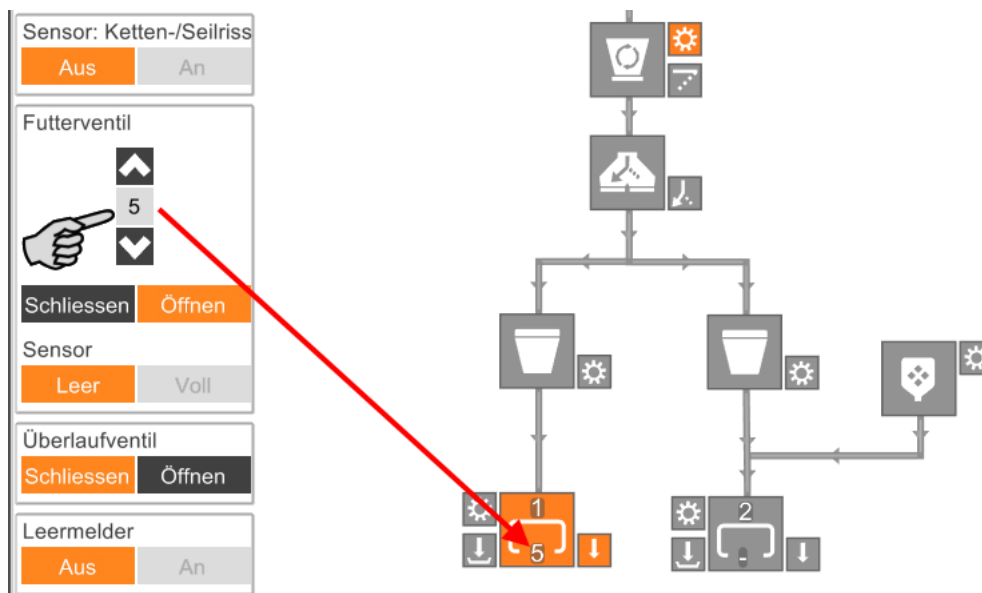 Sensor: Ketten-/Seilriss
Aus An
Futterventil
5
Schliessen Öffnen
Sensor
Leer Voll
Überlaufventil
Schliessen Öffnen
Leermelder
Aus An
1
5
2
-